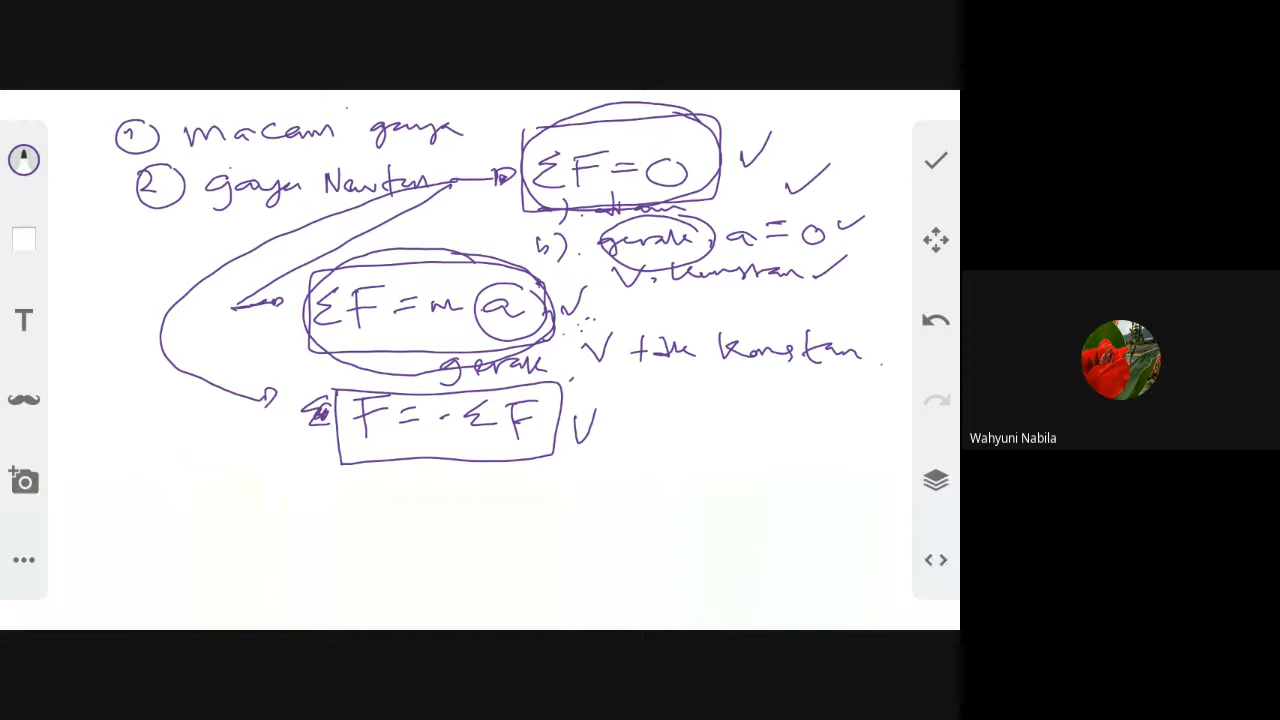 ① macam gaya
② gaya Newton
ΣF = 0
a). diam
b). gerak, a = 0
V. konstan
ΣF = m a
gerak
V tdk konstan
F = - ΣF
T
Wahyuni Nabila